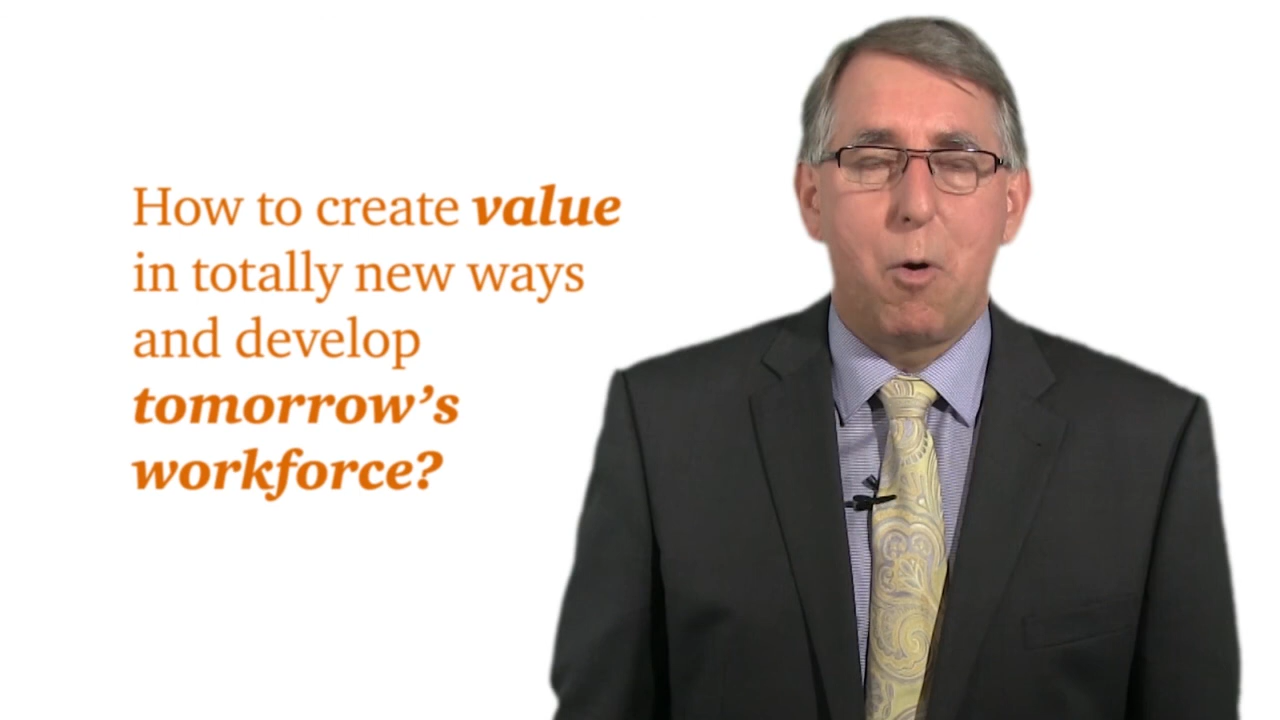 How to create value
in totally new ways
and develop
tomorrow’s
workforce?